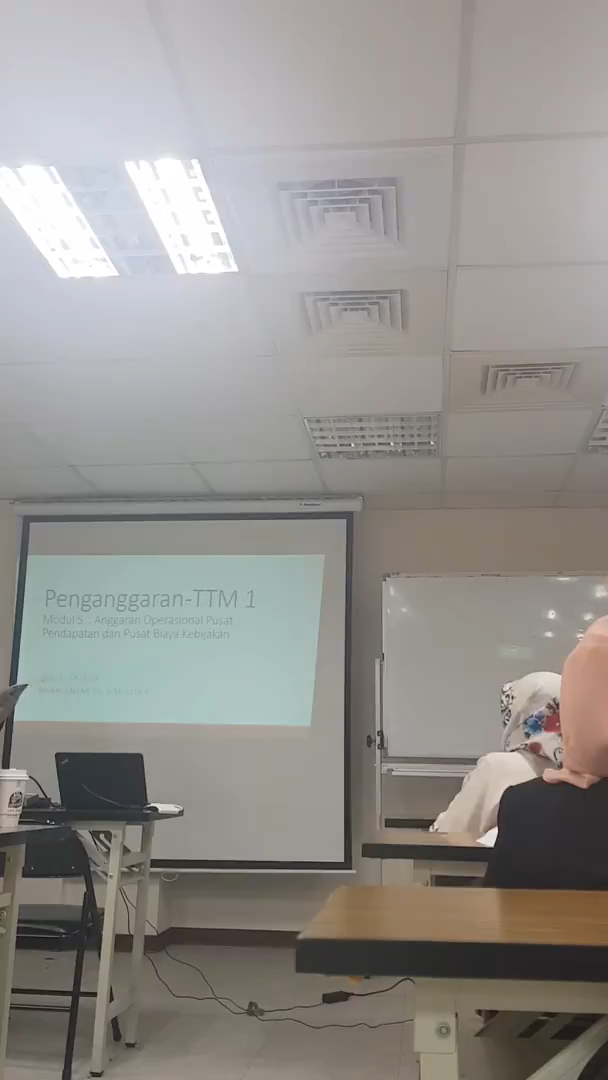 Penganggaran-TTM 1
Modul 5 : Anggaran Operasional Pusat
Pendapatan dan Pusat Biaya Kebijakan